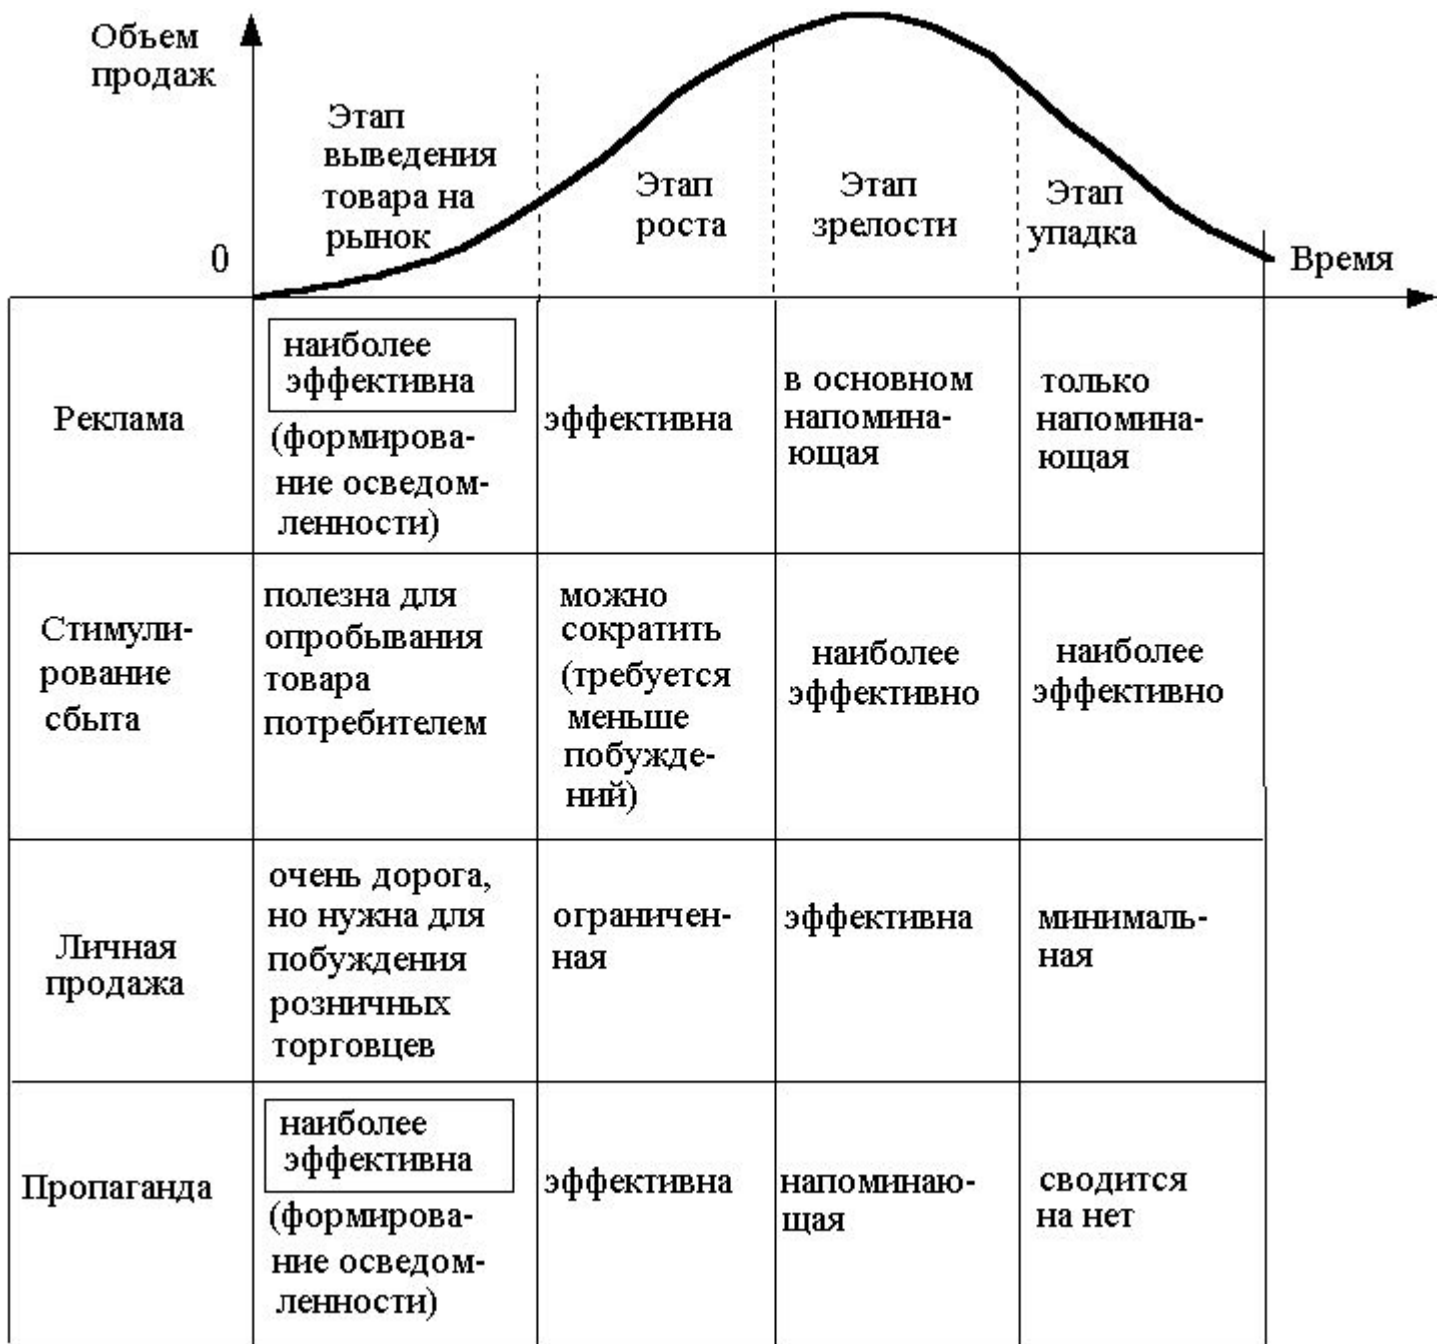 Объем
продаж
Этап
выведения
товара на
рынок
Этап
роста
Этап
зрелости
Этап
упадка
0
Время
Реклама
наиболее
эффективна
(формирова-
ние осведом-
ленности)
эффективна
в основном
напомина-
ющая
только
напомина-
ющая
Стимули-
рование
сбыта
полезна для
опробывания
товара
потребителем
можно
сократить
(требуется
меньше
побужде-
ний)
наиболее
эффективно
наиболее
эффективно
Личная
продажа
очень дорога,
но нужна для
побуждения
розничных
торговцев
ограничен-
ная
эффективна
минималь-
ная
Пропаганда
наиболее
эффективна
(формирова-
ние осведом-
ленности)
эффективна
напоминаю-
щая
сводится
на нет